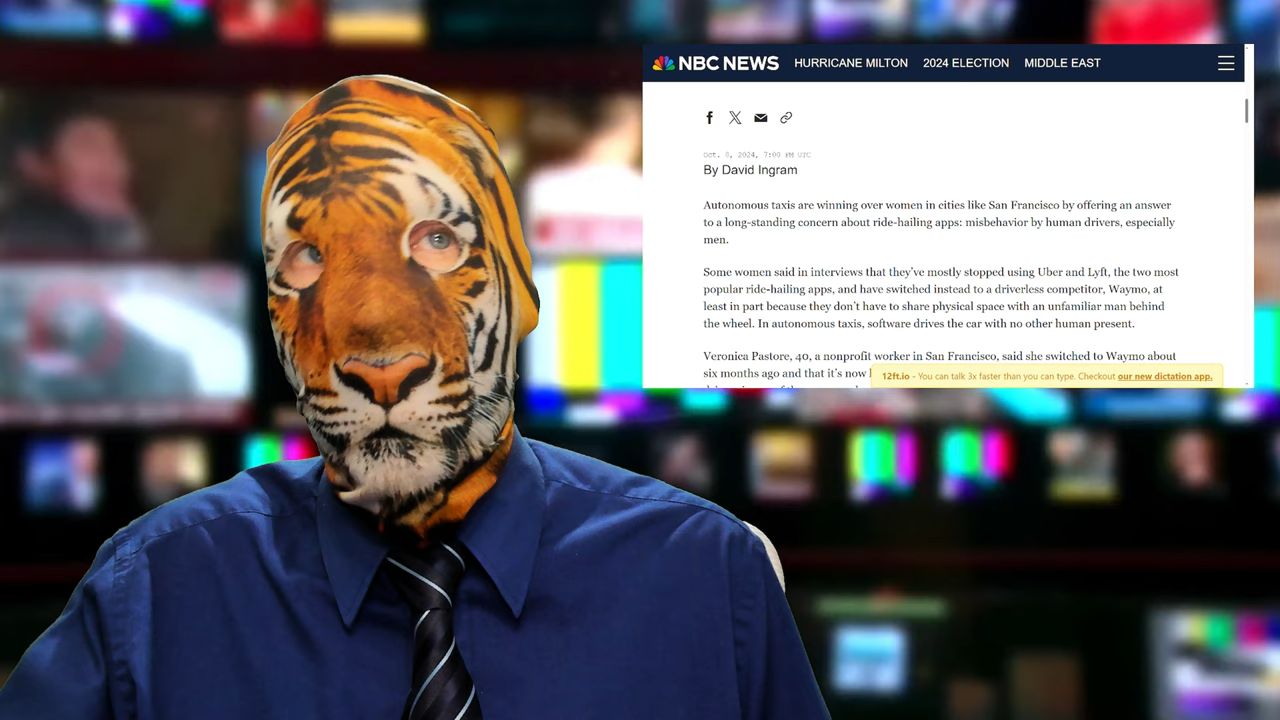 NBC NEWS HURRICANE MILTON 2024 ELECTION MIDDLE EAST
Oct. 8, 2024, 7:00 PM UTC
By David Ingram
Autonomous taxis are winning over women in cities like San Francisco by offering an answer
to a long-standing concern about ride-hailing apps: misbehavior by human drivers, especially
men.
Some women said in interviews that they've mostly stopped using Uber and Lyft, the two most
popular ride-hailing apps, and have switched instead to a driverless competitor, Waymo, at
least in part because they don't have to share physical space with an unfamiliar man behind
the wheel. In autonomous taxis, software drives the car with no other human present.
Veronica Pastore, 40, a nonprofit worker in San Francisco, said she switched to Waymo about
six months ago and that it's now
12ft.io - You can talk 3x faster than you can type. Checkout our new dictation app.